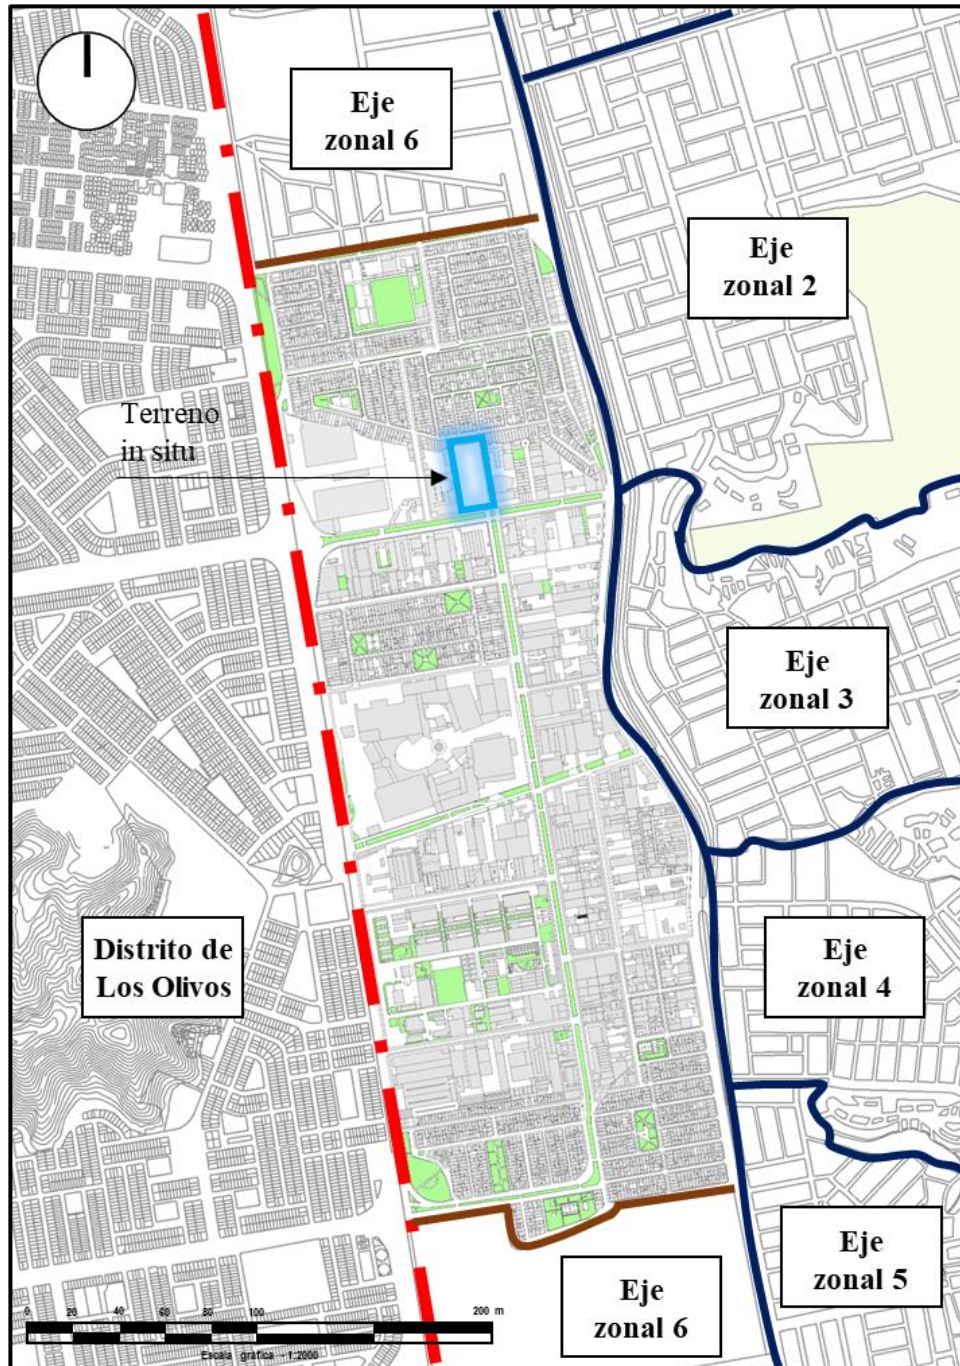 Eje
zonal 6
Eje
zonal 2
Terreno
in situ
Eje
zonal 3
Distrito de
Los Olivos
Eje
zonal 4
Eje
zonal 5
Eje
zonal 6
0 20 40 60 80 100 200 m
Escala gráfica - 1:2000